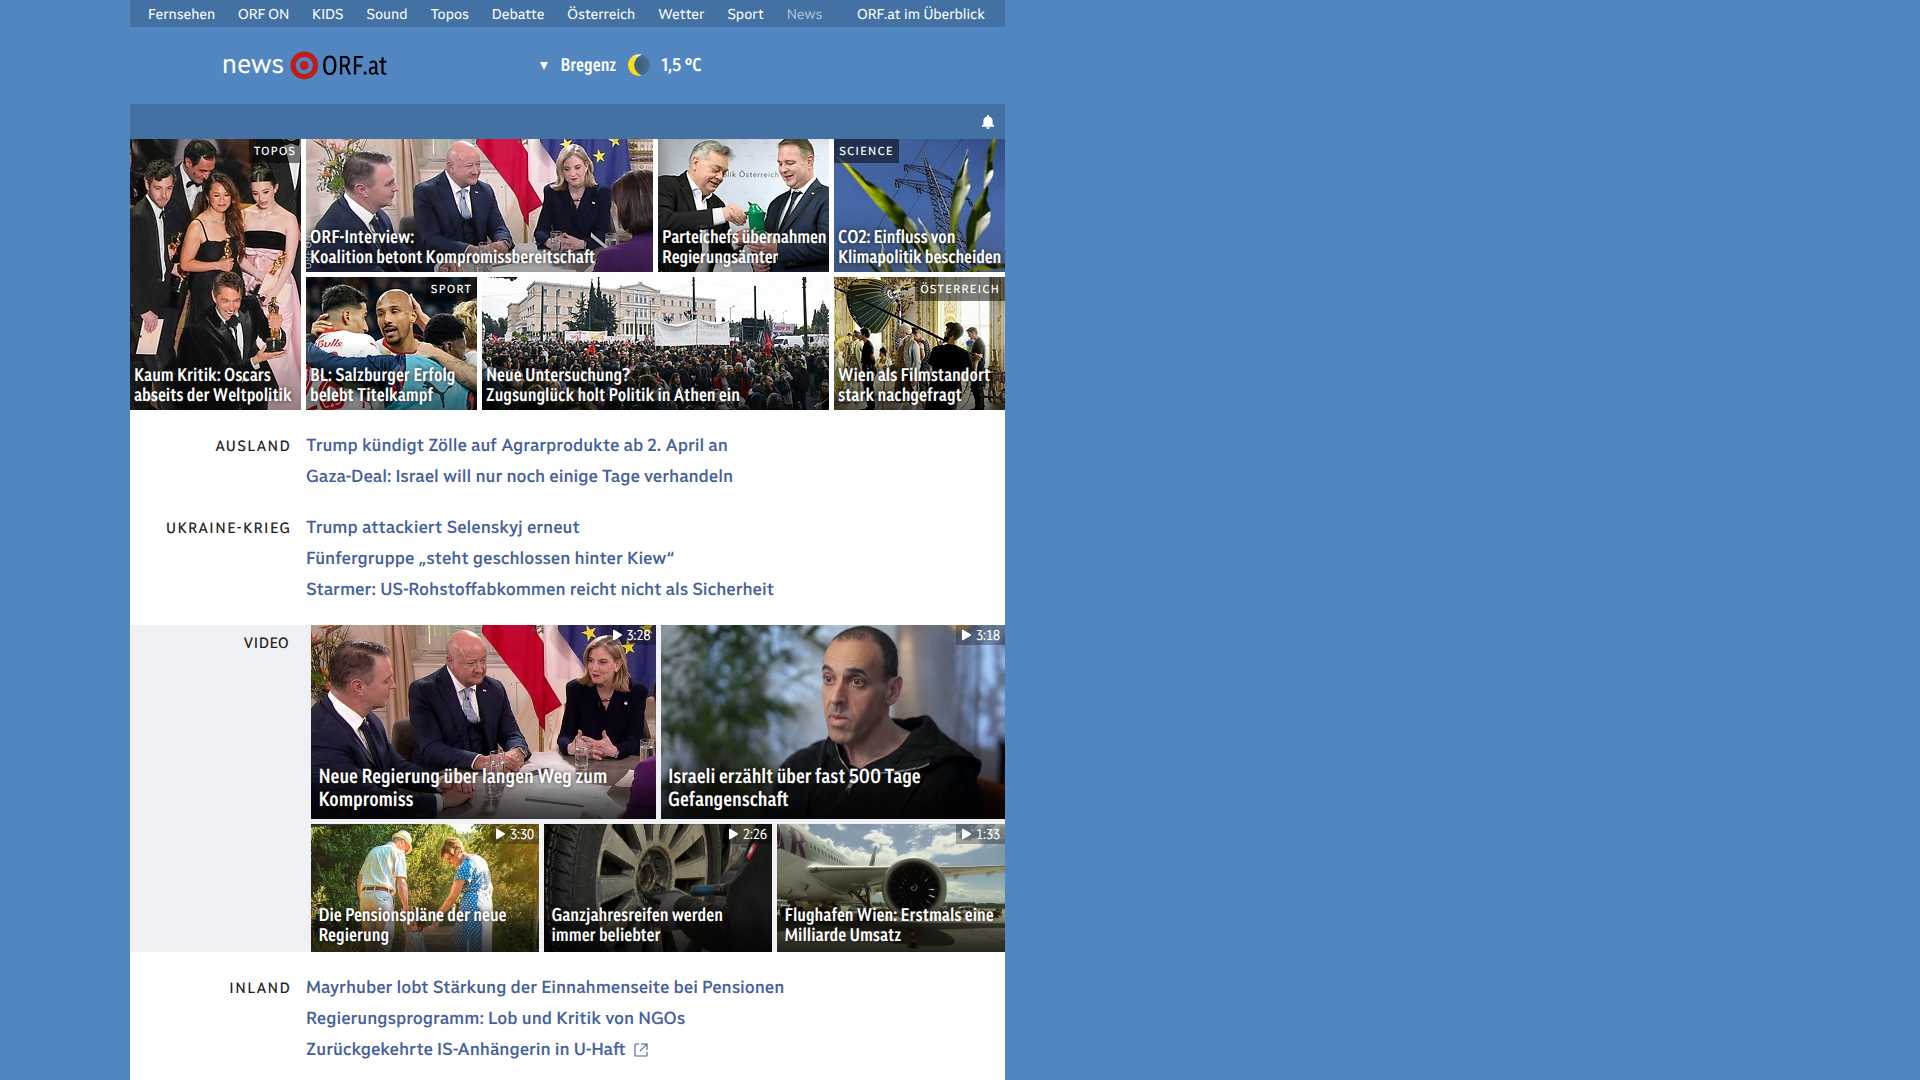 Fernsehen ORF ON KIDS Sound Topos Debatte Österreich Wetter Sport News ORF.at im Überblick
news ORF.at
▼ Bregenz 1,5 °C
TOPOS
Kaum Kritik: Oscars
abseits der Weltpolitik
ORF-Interview:
Koalition betont Kompromissbereitschaft
Parteichefs übernahmen
Regierungsämter
SCIENCE
CO2: Einfluss von
Klimapolitik bescheiden
SPORT
BL: Salzburger Erfolg
belebt Titelkampf
Neue Untersuchung?
Zugsunglück holt Politik in Athen ein
ÖSTERREICH
Wien als Filmstandort
stark nachgefragt
AUSLAND
Trump kündigt Zölle auf Agrarprodukte ab 2. April an
Gaza-Deal: Israel will nur noch einige Tage verhandeln
UKRAINE-KRIEG
Trump attackiert Selenskyj erneut
Fünfergruppe „steht geschlossen hinter Kiew“
Starmer: US-Rohstoffabkommen reicht nicht als Sicherheit
VIDEO
3:28
Neue Regierung über langen Weg zum
Kompromiss
3:18
Israeli erzählt über fast 500 Tage
Gefangenschaft
3:30
Die Pensionspläne der neue
Regierung
2:26
Ganzjahresreifen werden
immer beliebter
1:33
Flughafen Wien: Erstmals eine
Milliarde Umsatz
INLAND
Mayrhuber lobt Stärkung der Einnahmenseite bei Pensionen
Regierungsprogramm: Lob und Kritik von NGOs
Zurückgekehrte IS-Anhängerin in U-Haft